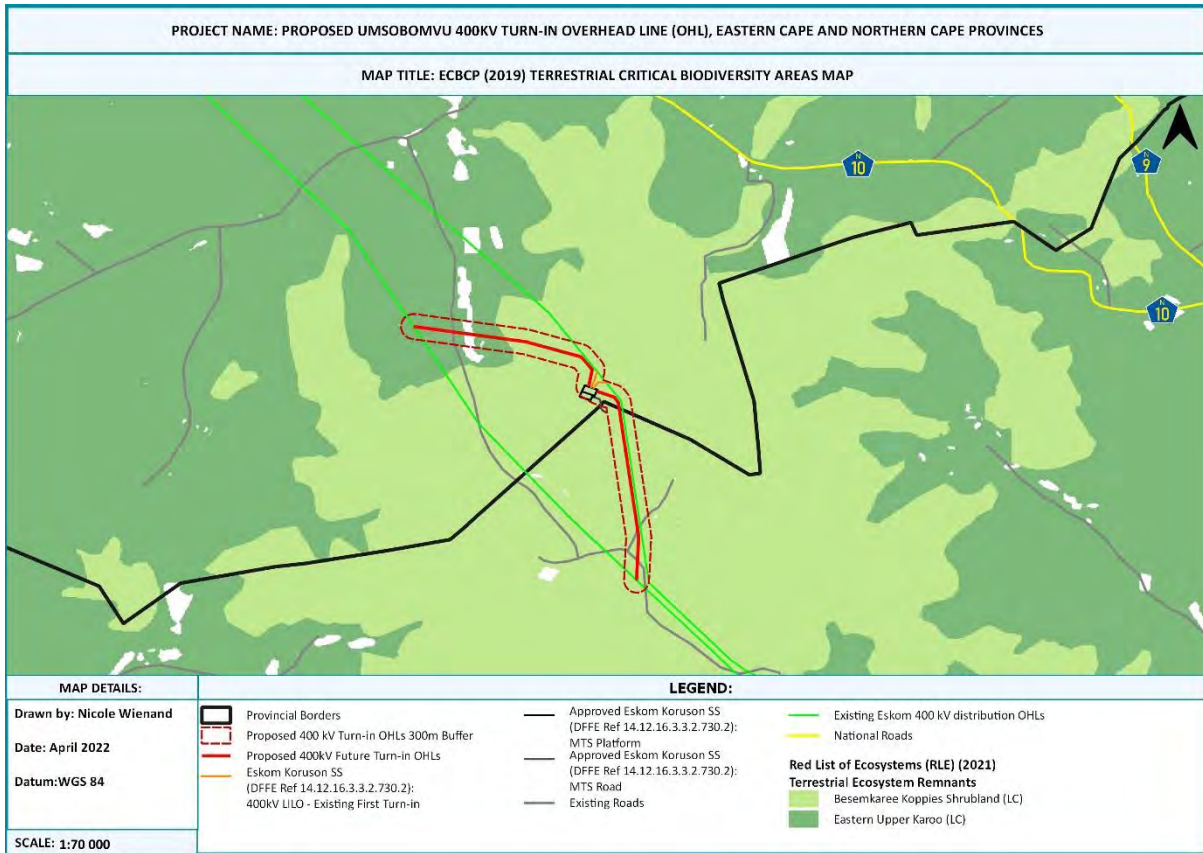 PROJECT NAME: PROPOSED UMSOBOMVU 400KV TURN-IN OVERHEAD LINE (OHL), EASTERN CAPE AND NORTHERN CAPE PROVINCES
MAP TITLE: ECBCP (2019) TERRESTRIAL CRITICAL BIODIVERSITY AREAS MAP
N
10
N
9
N
10
MAP DETAILS:
Drawn by: Nicole Wienand
Date: April 2022
Datum:WGS 84
SCALE: 1:70 000
LEGEND:
Provincial Borders
Proposed 400 kV Turn-in OHLs 300m Buffer
Proposed 400kV Future Turn-in OHLs
Eskom Koruson SS
(DFFE Ref 14.12.16.3.3.2.730.2):
400kV LILO - Existing First Turn-in
Approved Eskom Koruson SS
(DFFE Ref 14.12.16.3.3.2.730.2):
MTS Platform
Approved Eskom Koruson SS
(DFFE Ref 14.12.16.3.3.2.730.2):
MTS Road
Existing Roads
Existing Eskom 400 kV distribution OHLs
National Roads
Red List of Ecosystems (RLE) (2021)
Terrestrial Ecosystem Remnants
Besemkaree Koppies Shrubland (LC)
Eastern Upper Karoo (LC)